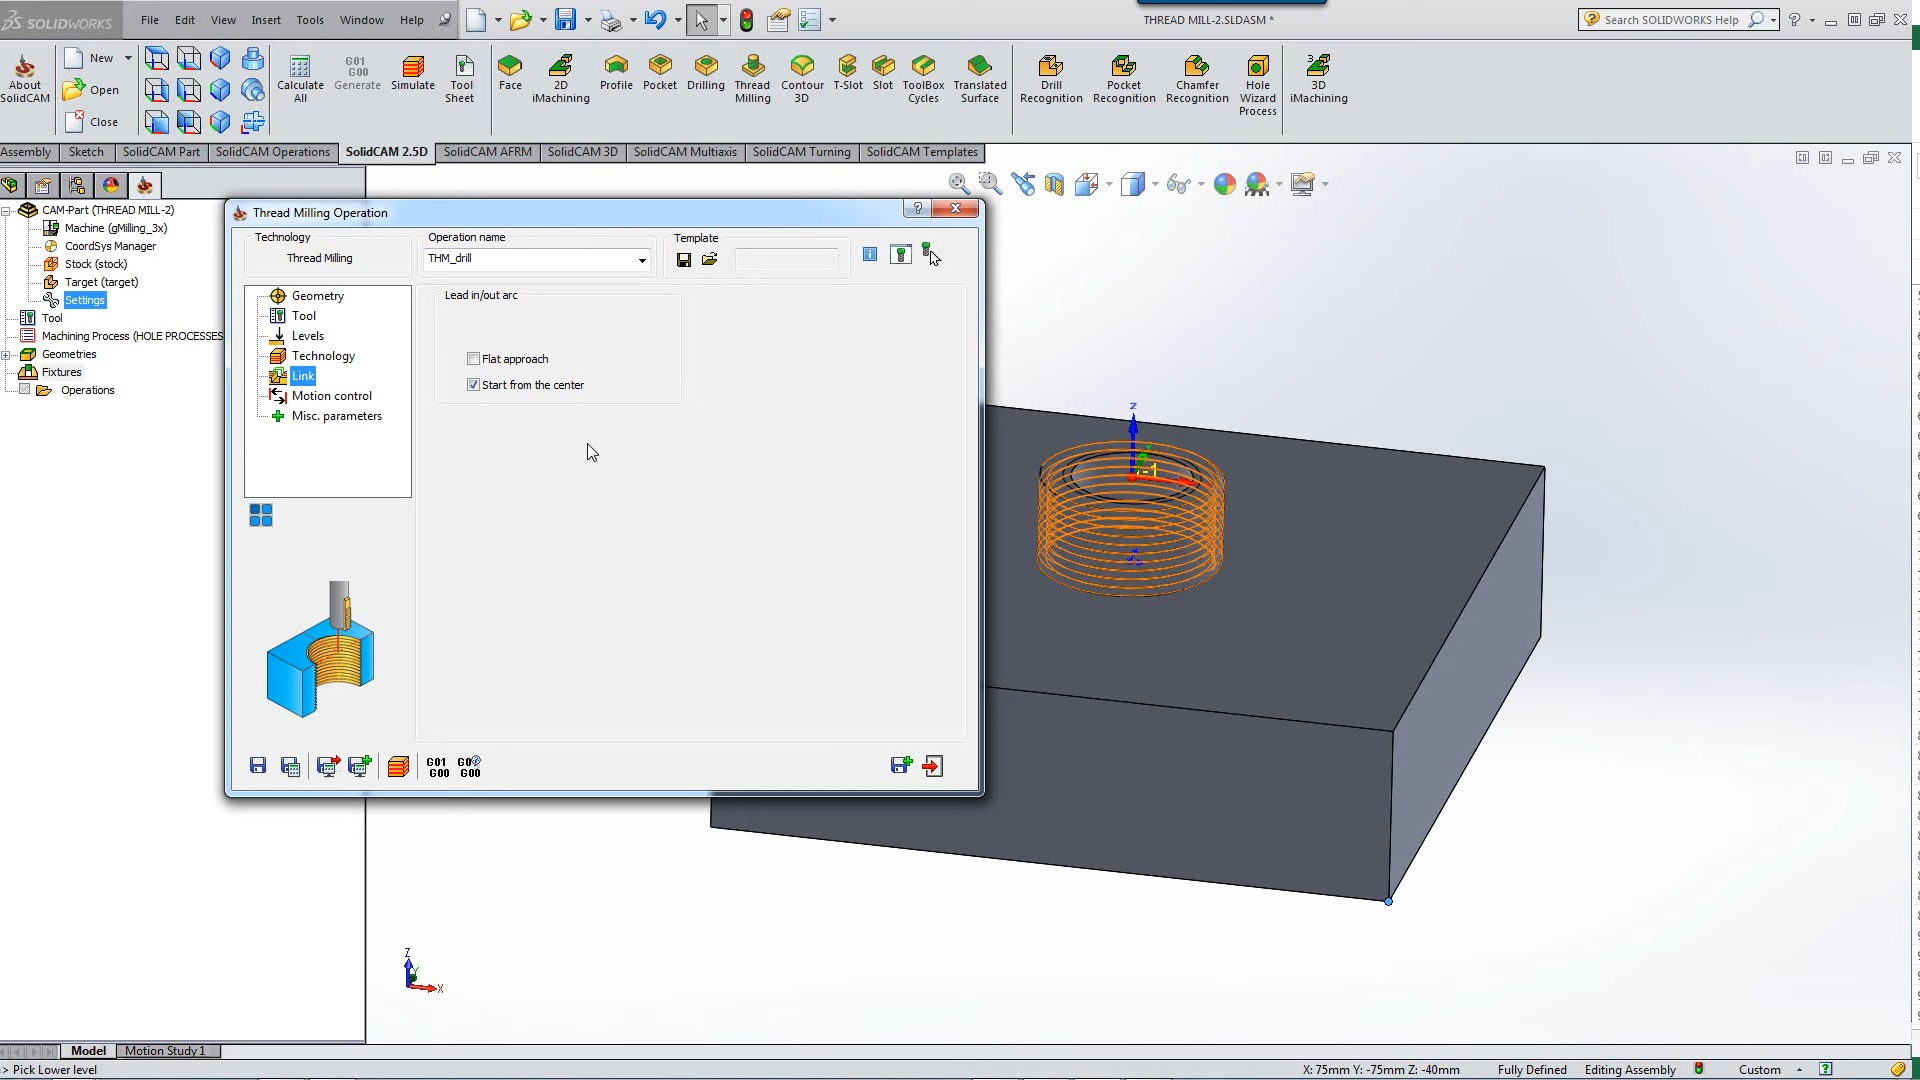 SOLIDWORKS
File Edit View Insert Tools Window Help
THREAD MILL-2.SLDASM *
Search SOLIDWORKS Help
About SolidCAM
New
Open
Close
Calculate All
G01 G00 Generate
Simulate
Tool Sheet
Face
2D iMachining
Profile
Pocket
Drilling
Thread Milling
Contour 3D
T-Slot
Slot
ToolBox Cycles
Translated Surface
Drill Recognition
Pocket Recognition
Chamfer Recognition
Hole Wizard Process
3D iMachining
Assembly Sketch SolidCAM Part SolidCAM Operations SolidCAM 2.5D SolidCAM AFRM SolidCAM 3D SolidCAM Multiaxis SolidCAM Turning SolidCAM Templates
CAM-Part (THREAD MILL-2)
Machine (gMilling_3x)
CoordSys Manager
Stock (stock)
Target (target)
Settings
Tool
Machining Process (HOLE PROCESSES
Geometries
Fixtures
Operations
Thread Milling Operation
Technology
Thread Milling
Operation name
THM_drill
Template
Geometry
Tool
Levels
Technology
Link
Motion control
Misc. parameters
Lead in/out arc
Flat approach
Start from the center
G01 G00
G0 G00
Z
1-1
Z
X
Model Motion Study 1
> Pick Lower level
X: 75mm Y: -75mm Z: -40mm Fully Defined Editing Assembly Custom